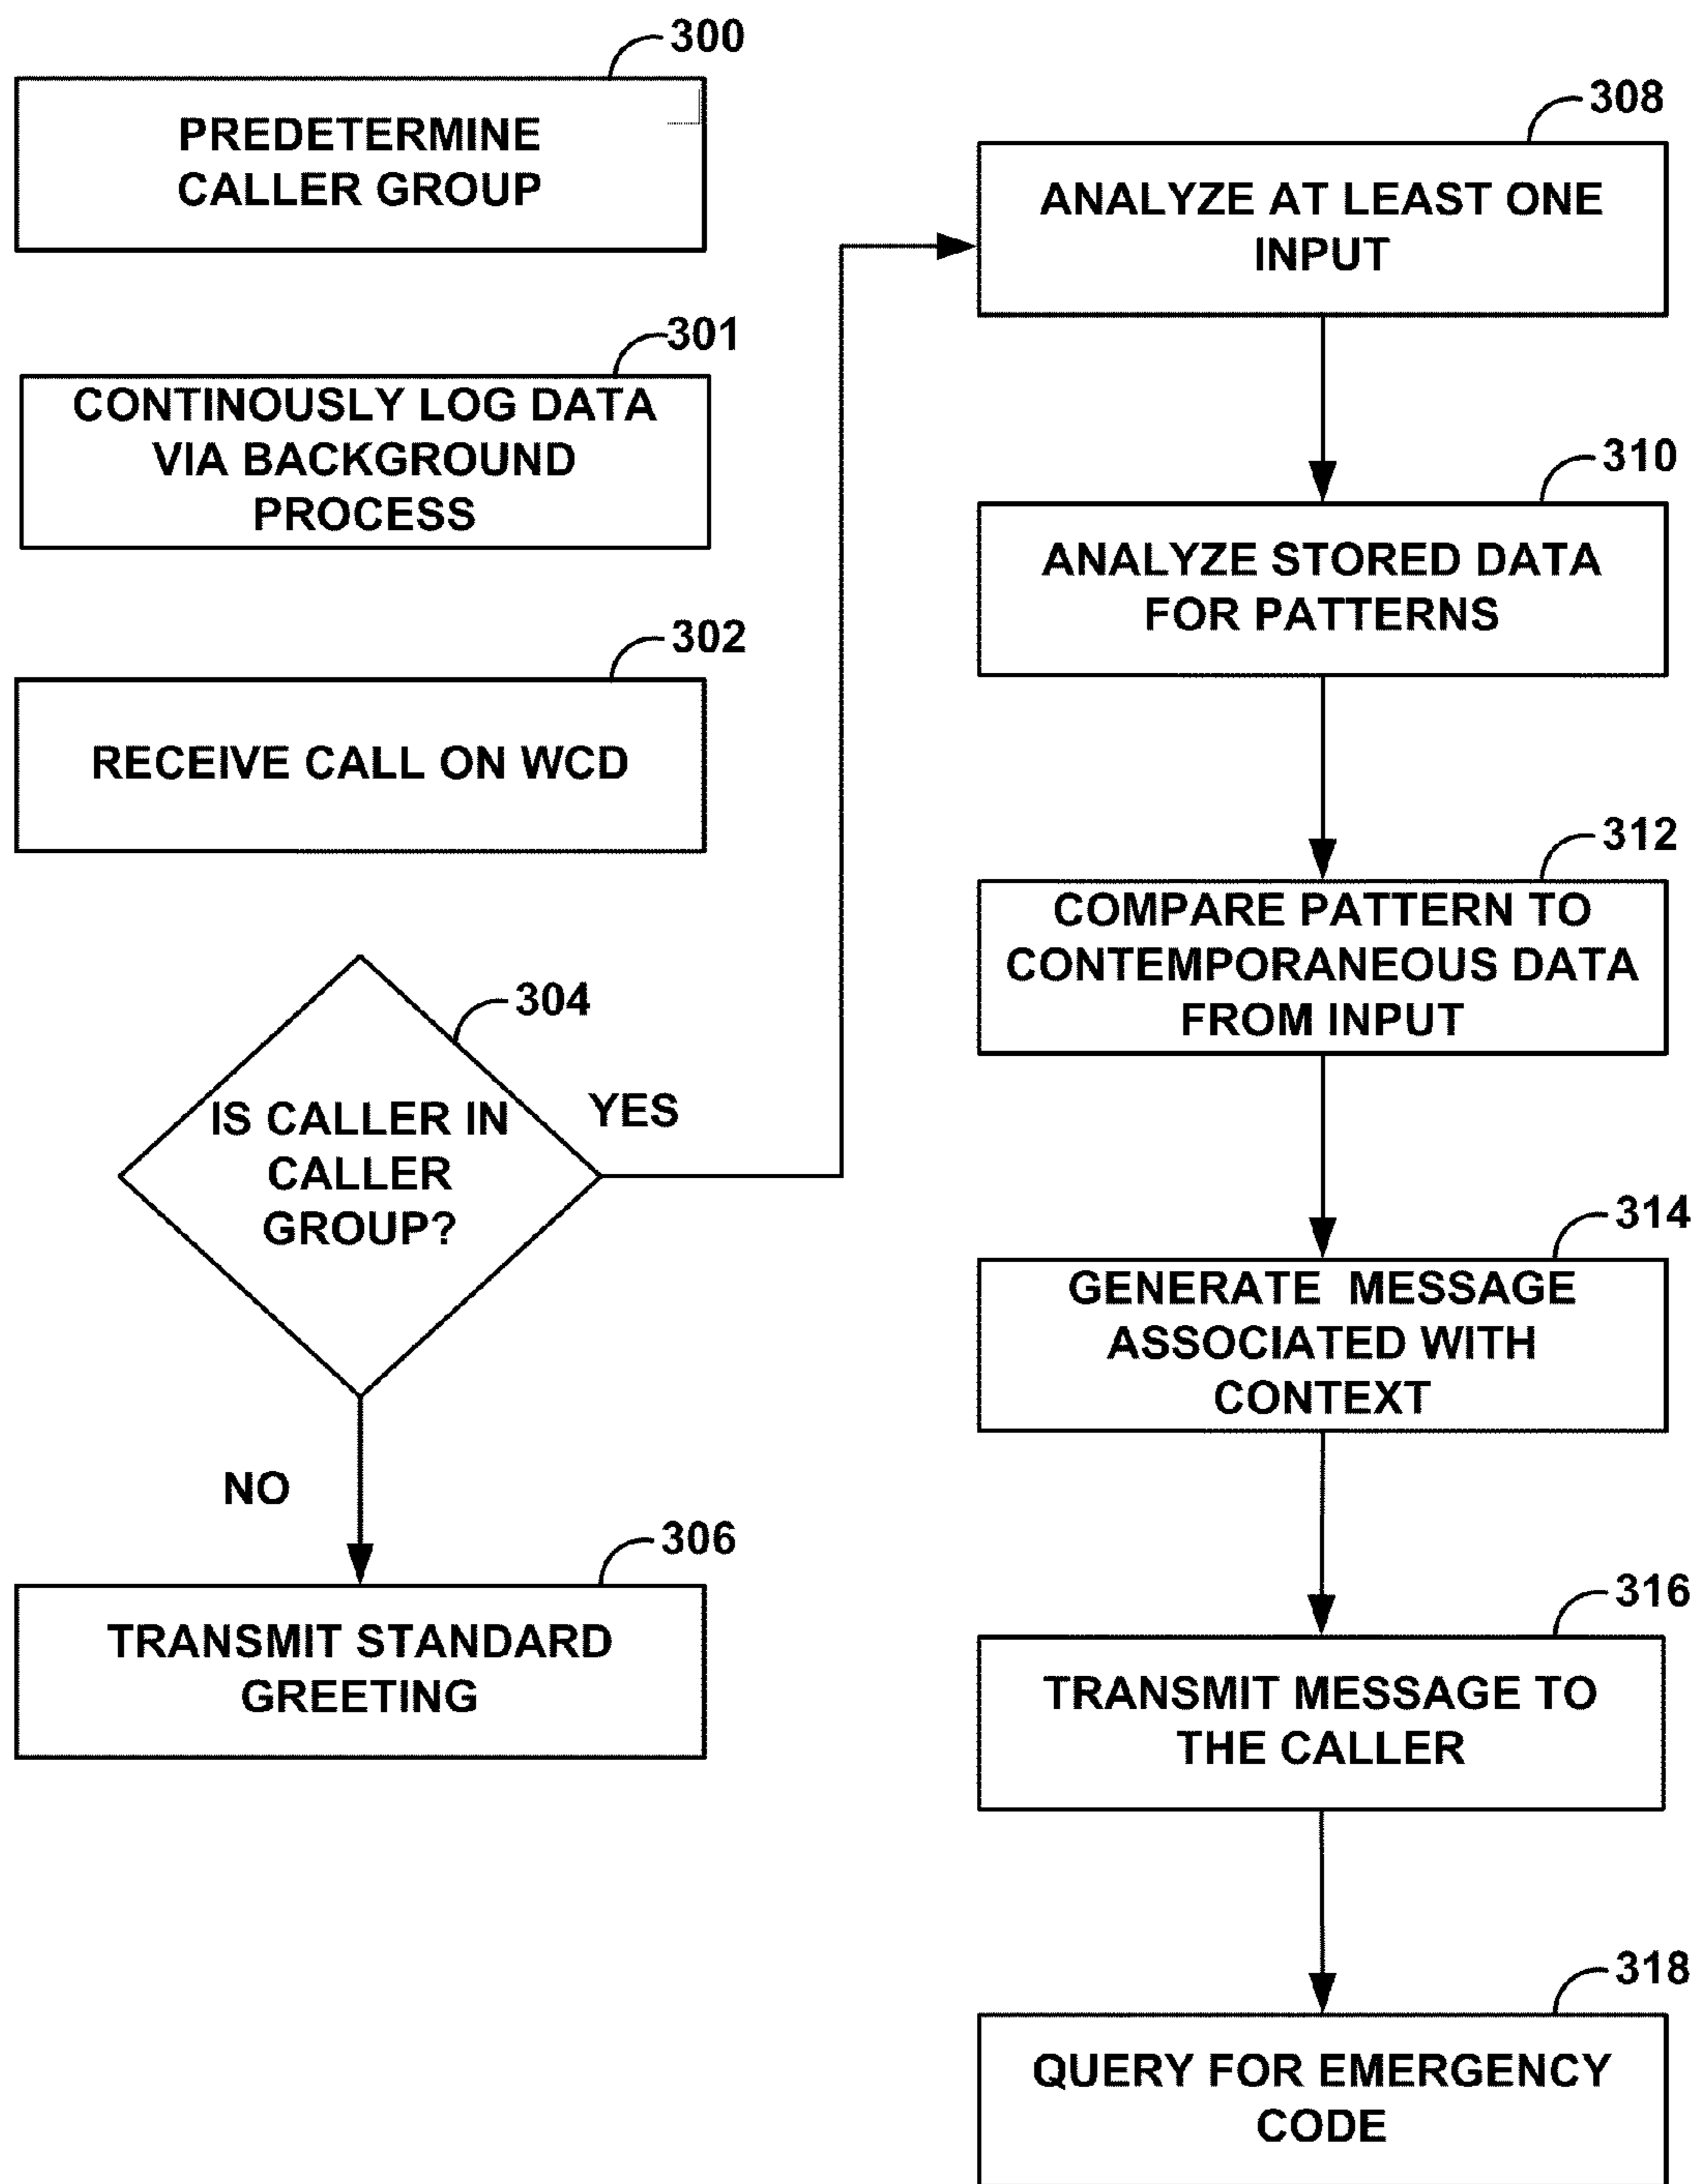 300
PREDETERMINE
CALLER GROUP
301
CONTINOUSLY LOG DATA
VIA BACKGROUND
PROCESS
302
RECEIVE CALL ON WCD
304
IS CALLER IN
CALLER
GROUP?
YES
NO
306
TRANSMIT STANDARD
GREETING
308
ANALYZE AT LEAST ONE
INPUT
310
ANALYZE STORED DATA
FOR PATTERNS
312
COMPARE PATTERN TO
CONTEMPORANEOUS DATA
FROM INPUT
314
GENERATE MESSAGE
ASSOCIATED WITH
CONTEXT
316
TRANSMIT MESSAGE TO
THE CALLER
318
QUERY FOR EMERGENCY
CODE